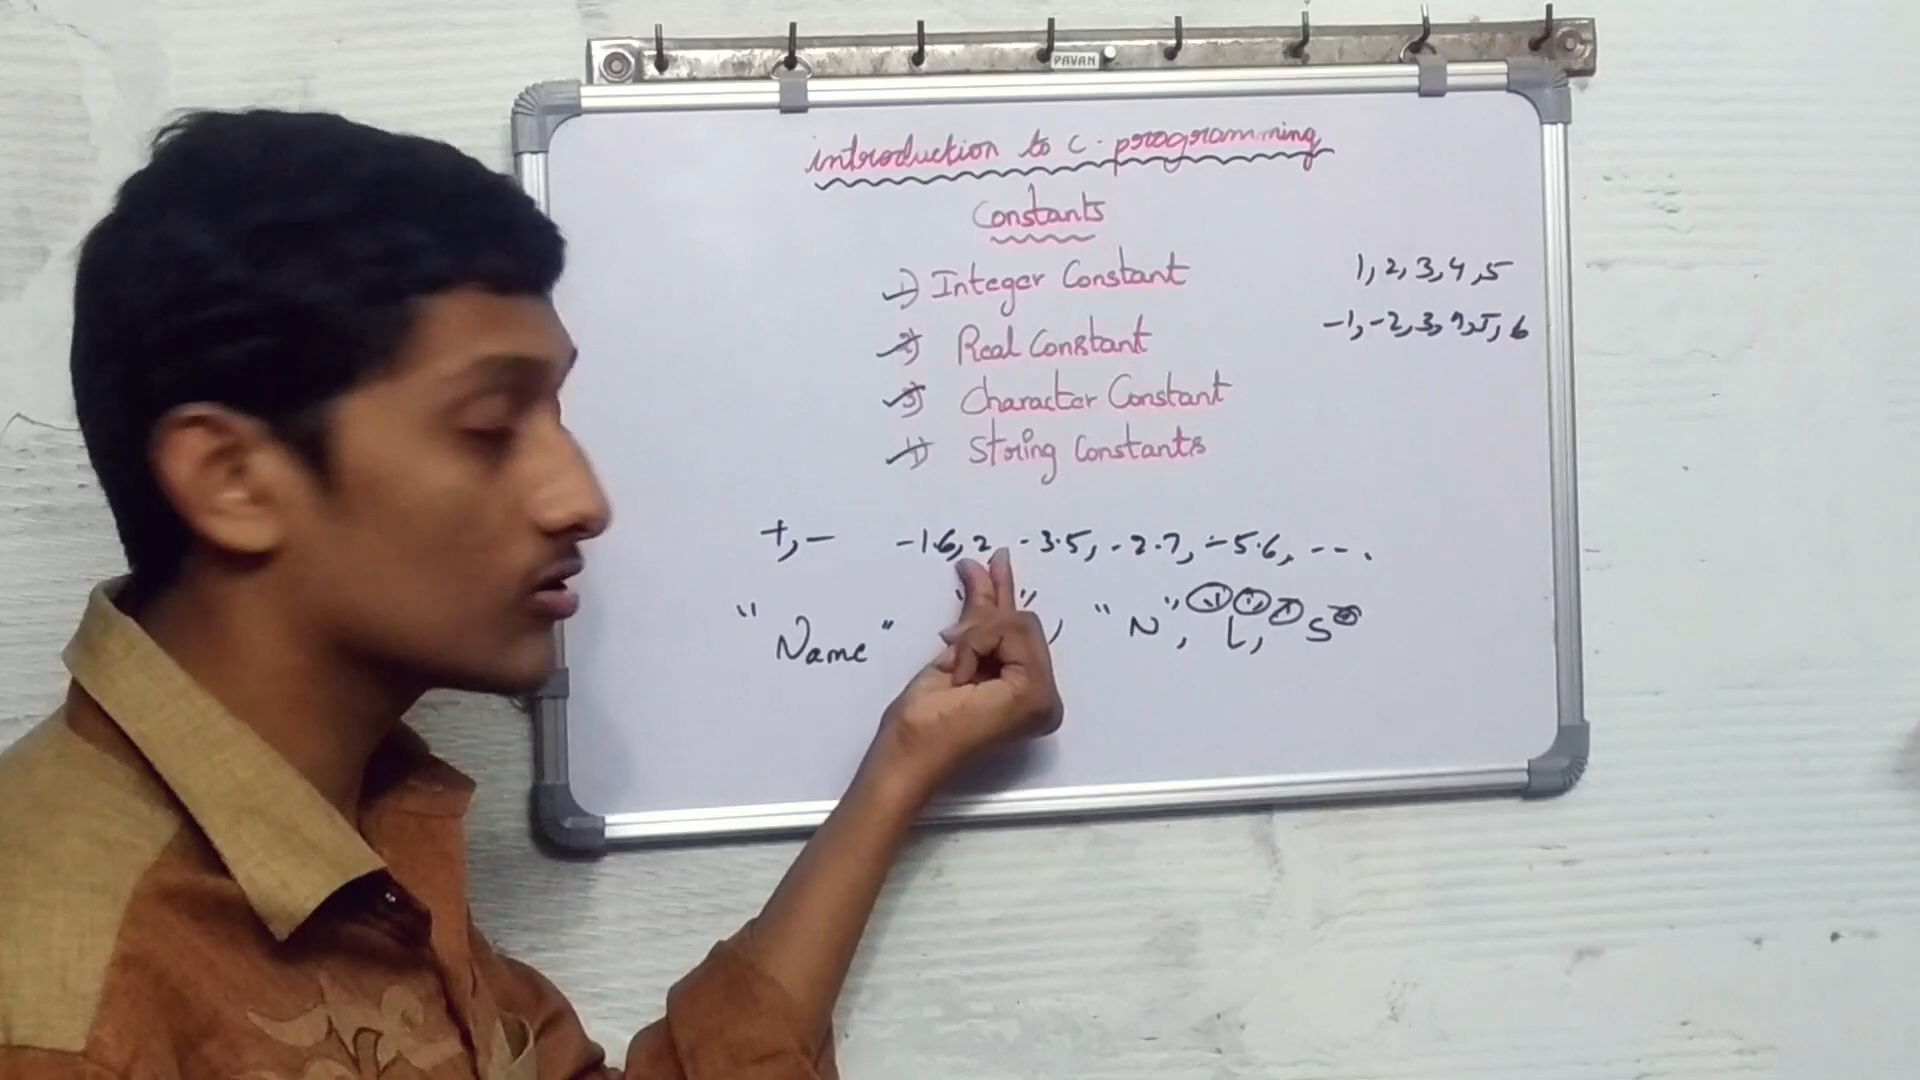 PAVAN
introduction to C. programming
Constants
1) Integer Constant
2) Real Constant
3) Character Constant
4) String Constants
1, 2, 3, 4, 5
-1, -2, 3, 4, 5, 6
+, - -1.6, 2, -3.5, -2.7, -5.6, ---.
"Name" "N", L, S